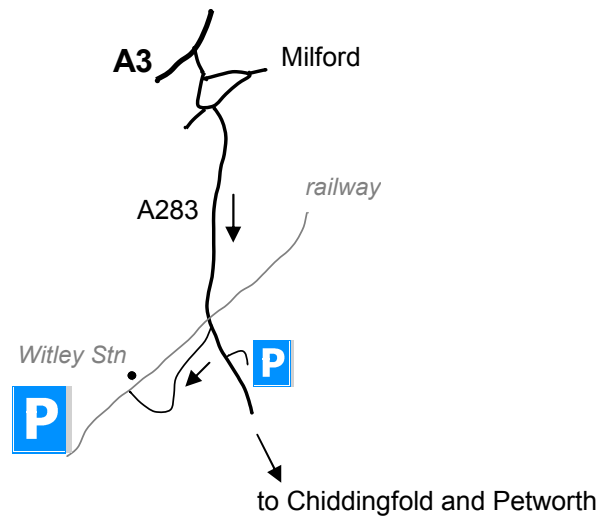 A3
Milford
railway
A283
Witley Stn
P
P
to Chiddingfold and Petworth